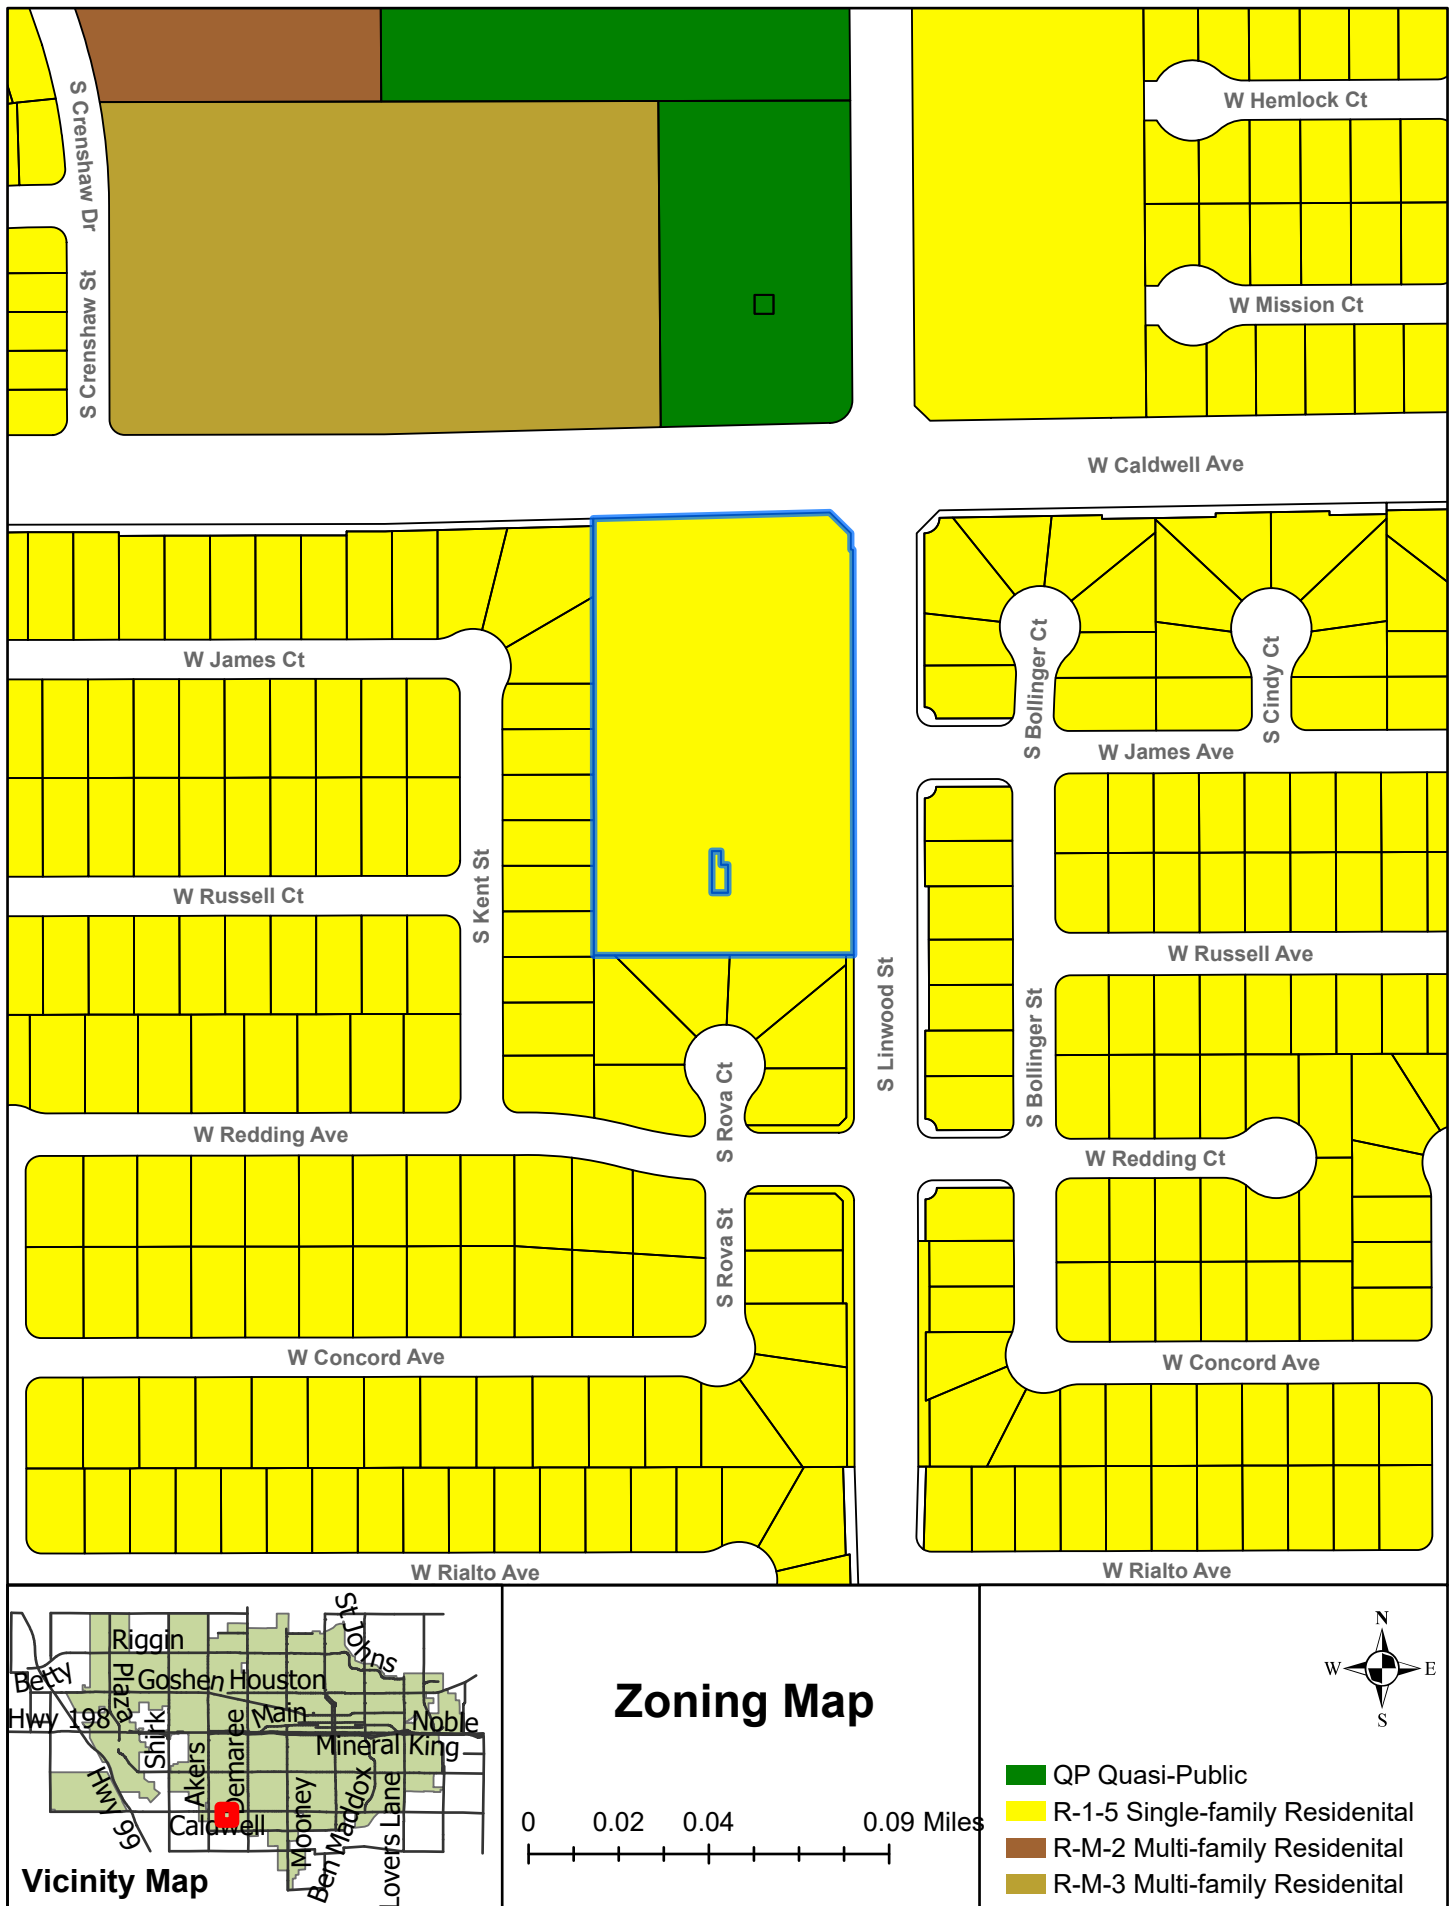 S Crenshaw Dr
W Hemlock Ct
S Crenshaw St
W Mission Ct
W Caldwell Ave
W James Ct
S Bollinger Ct
S Cindy Ct
W James Ave
W Russell Ct
S Kent St
W Russell Ave
S Linwood St
S Bollinger St
S Rova Ct
W Redding Ave
W Redding Ct
S Rova St
W Concord Ave
W Concord Ave
W Rialto Ave
W Rialto Ave
St Johns
Riggin
Betty
Plaza
Goshen
Houston
Hwy 198
Shirk
Main
Noble
Akers
Demaree
Mineral King
Hwy 99
Caldwell
Mooney
Ben Maddox
Lovers Lane
Vicinity Map
Zoning Map
0 0.02 0.04 0.09 Miles
N
W E
S
QP Quasi-Public
R-1-5 Single-family Residenital
R-M-2 Multi-family Residenital
R-M-3 Multi-family Residenital